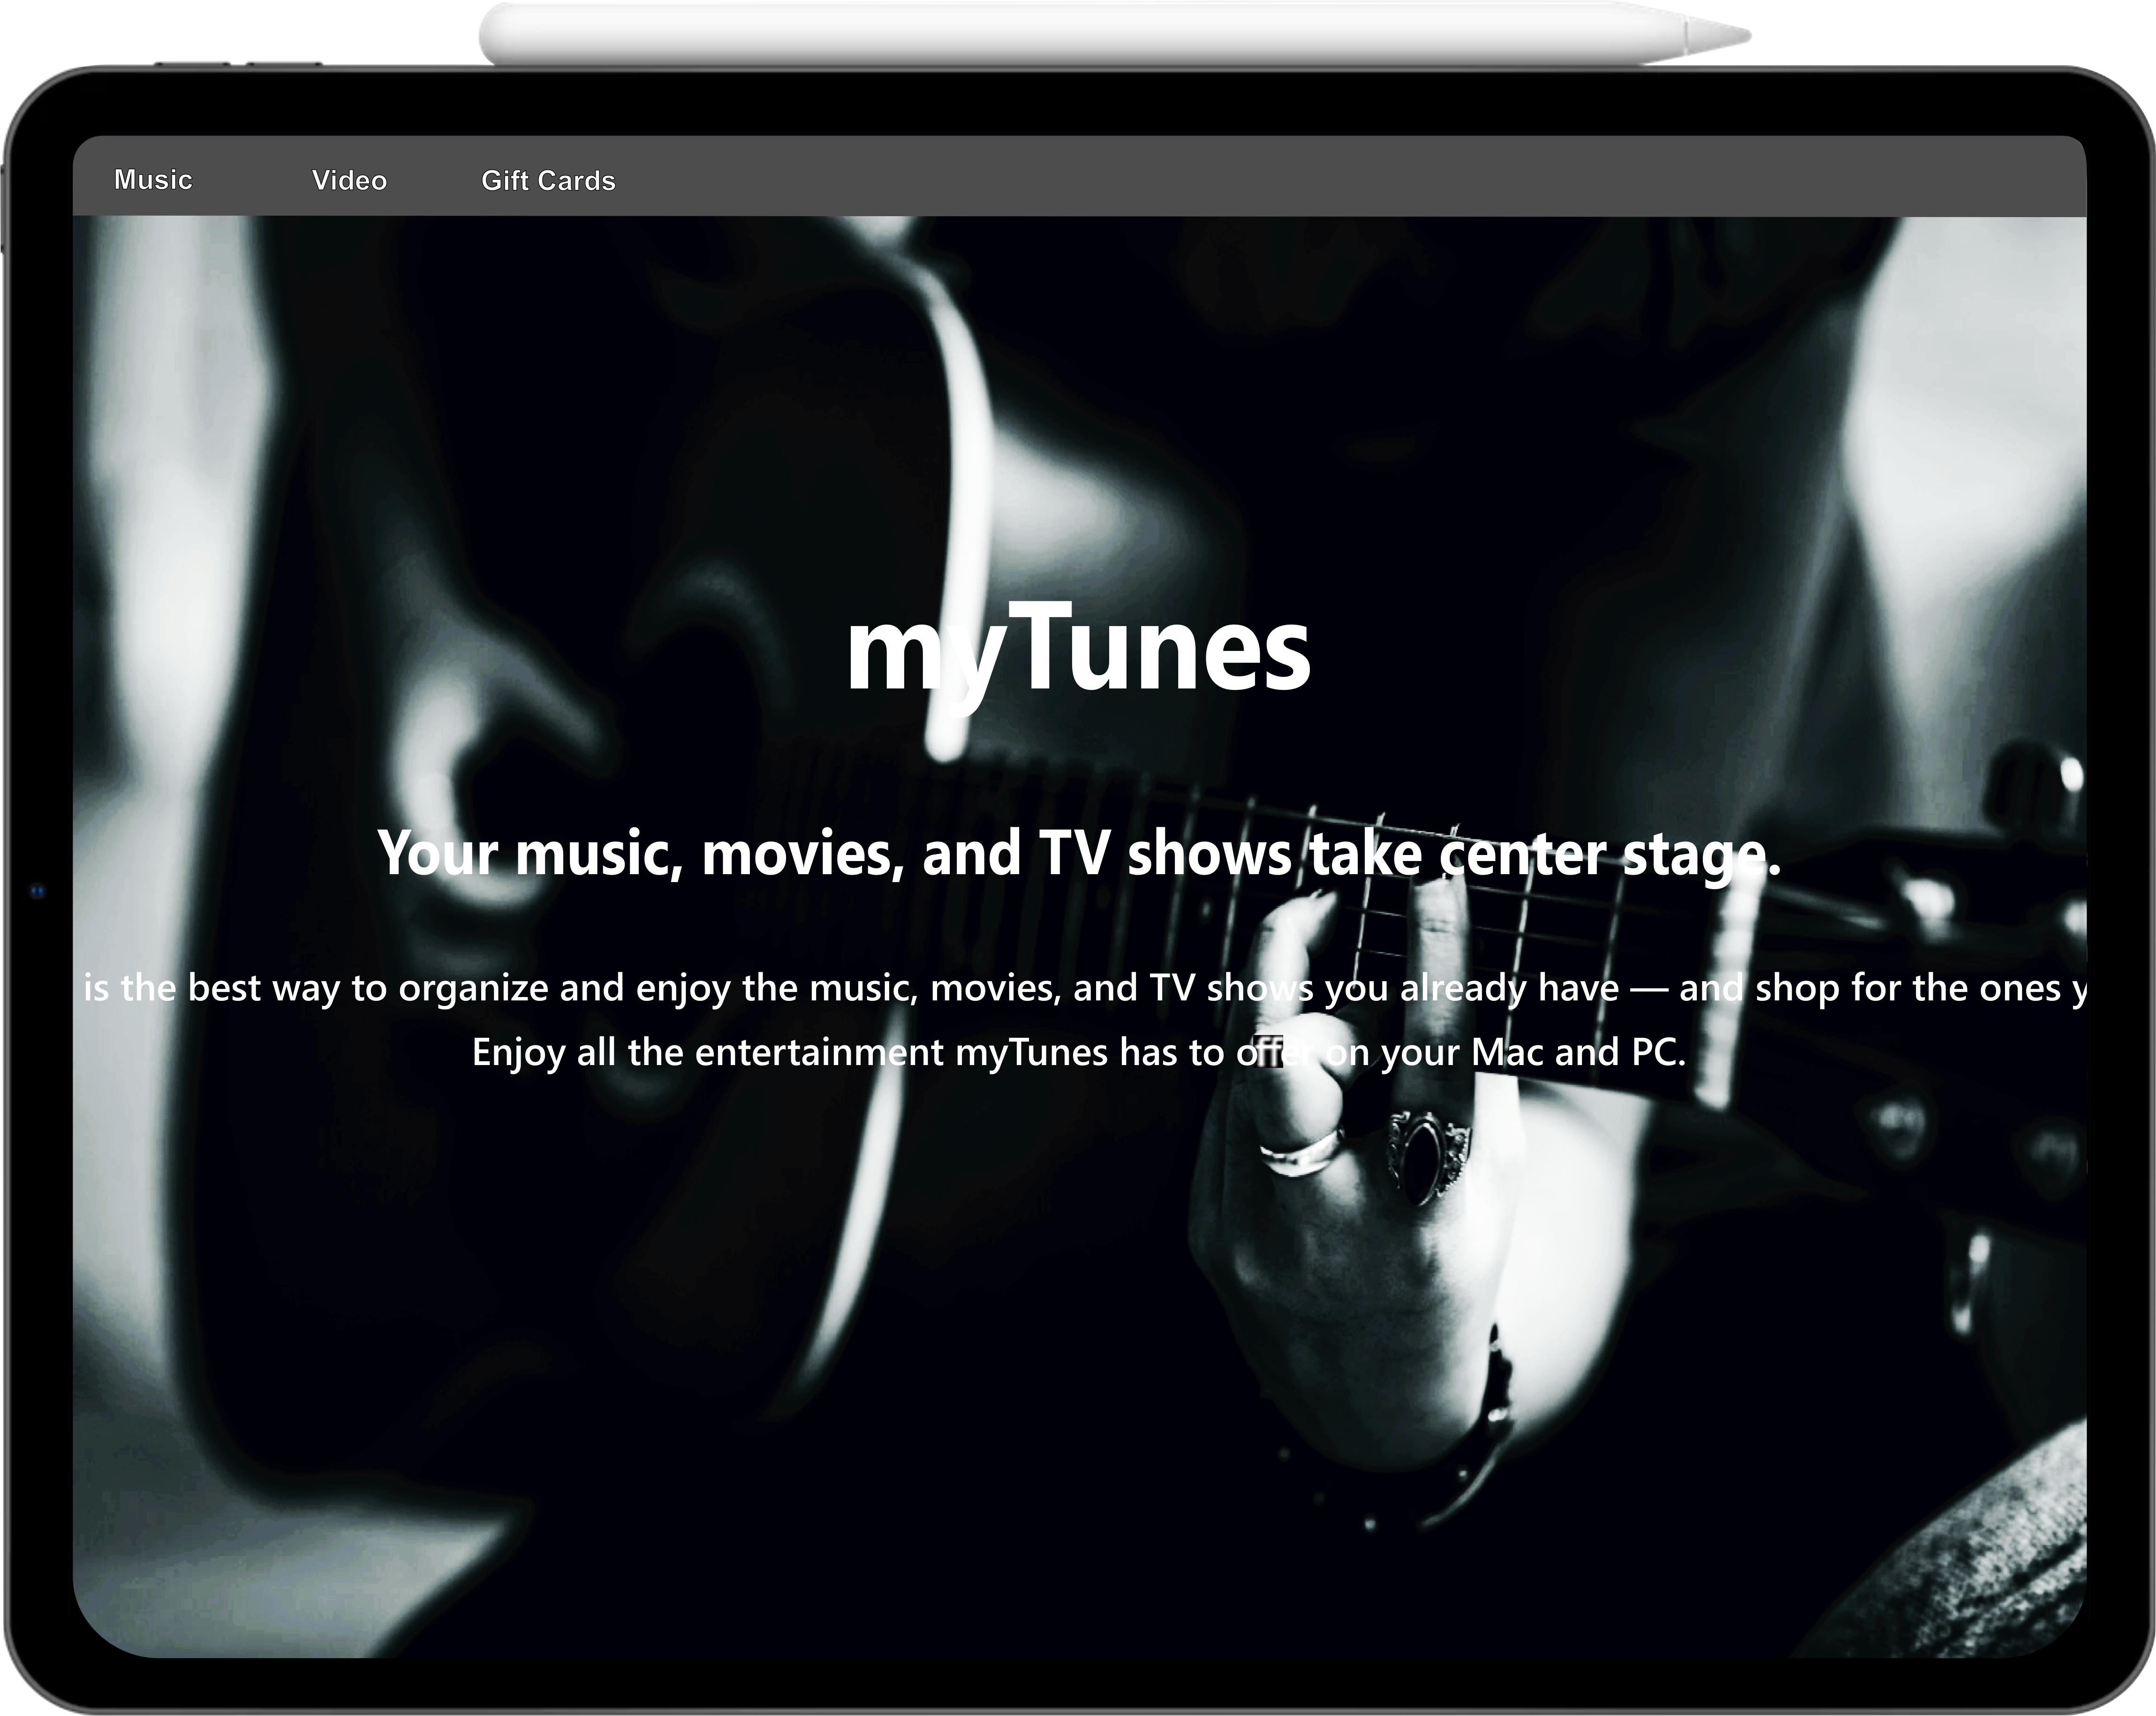 Music Video Gift Cards
myTunes
Your music, movies, and TV shows take center stage.
is the best way to organize and enjoy the music, movies, and TV shows you already have — and shop for the ones y
Enjoy all the entertainment myTunes has to offer on your Mac and PC.